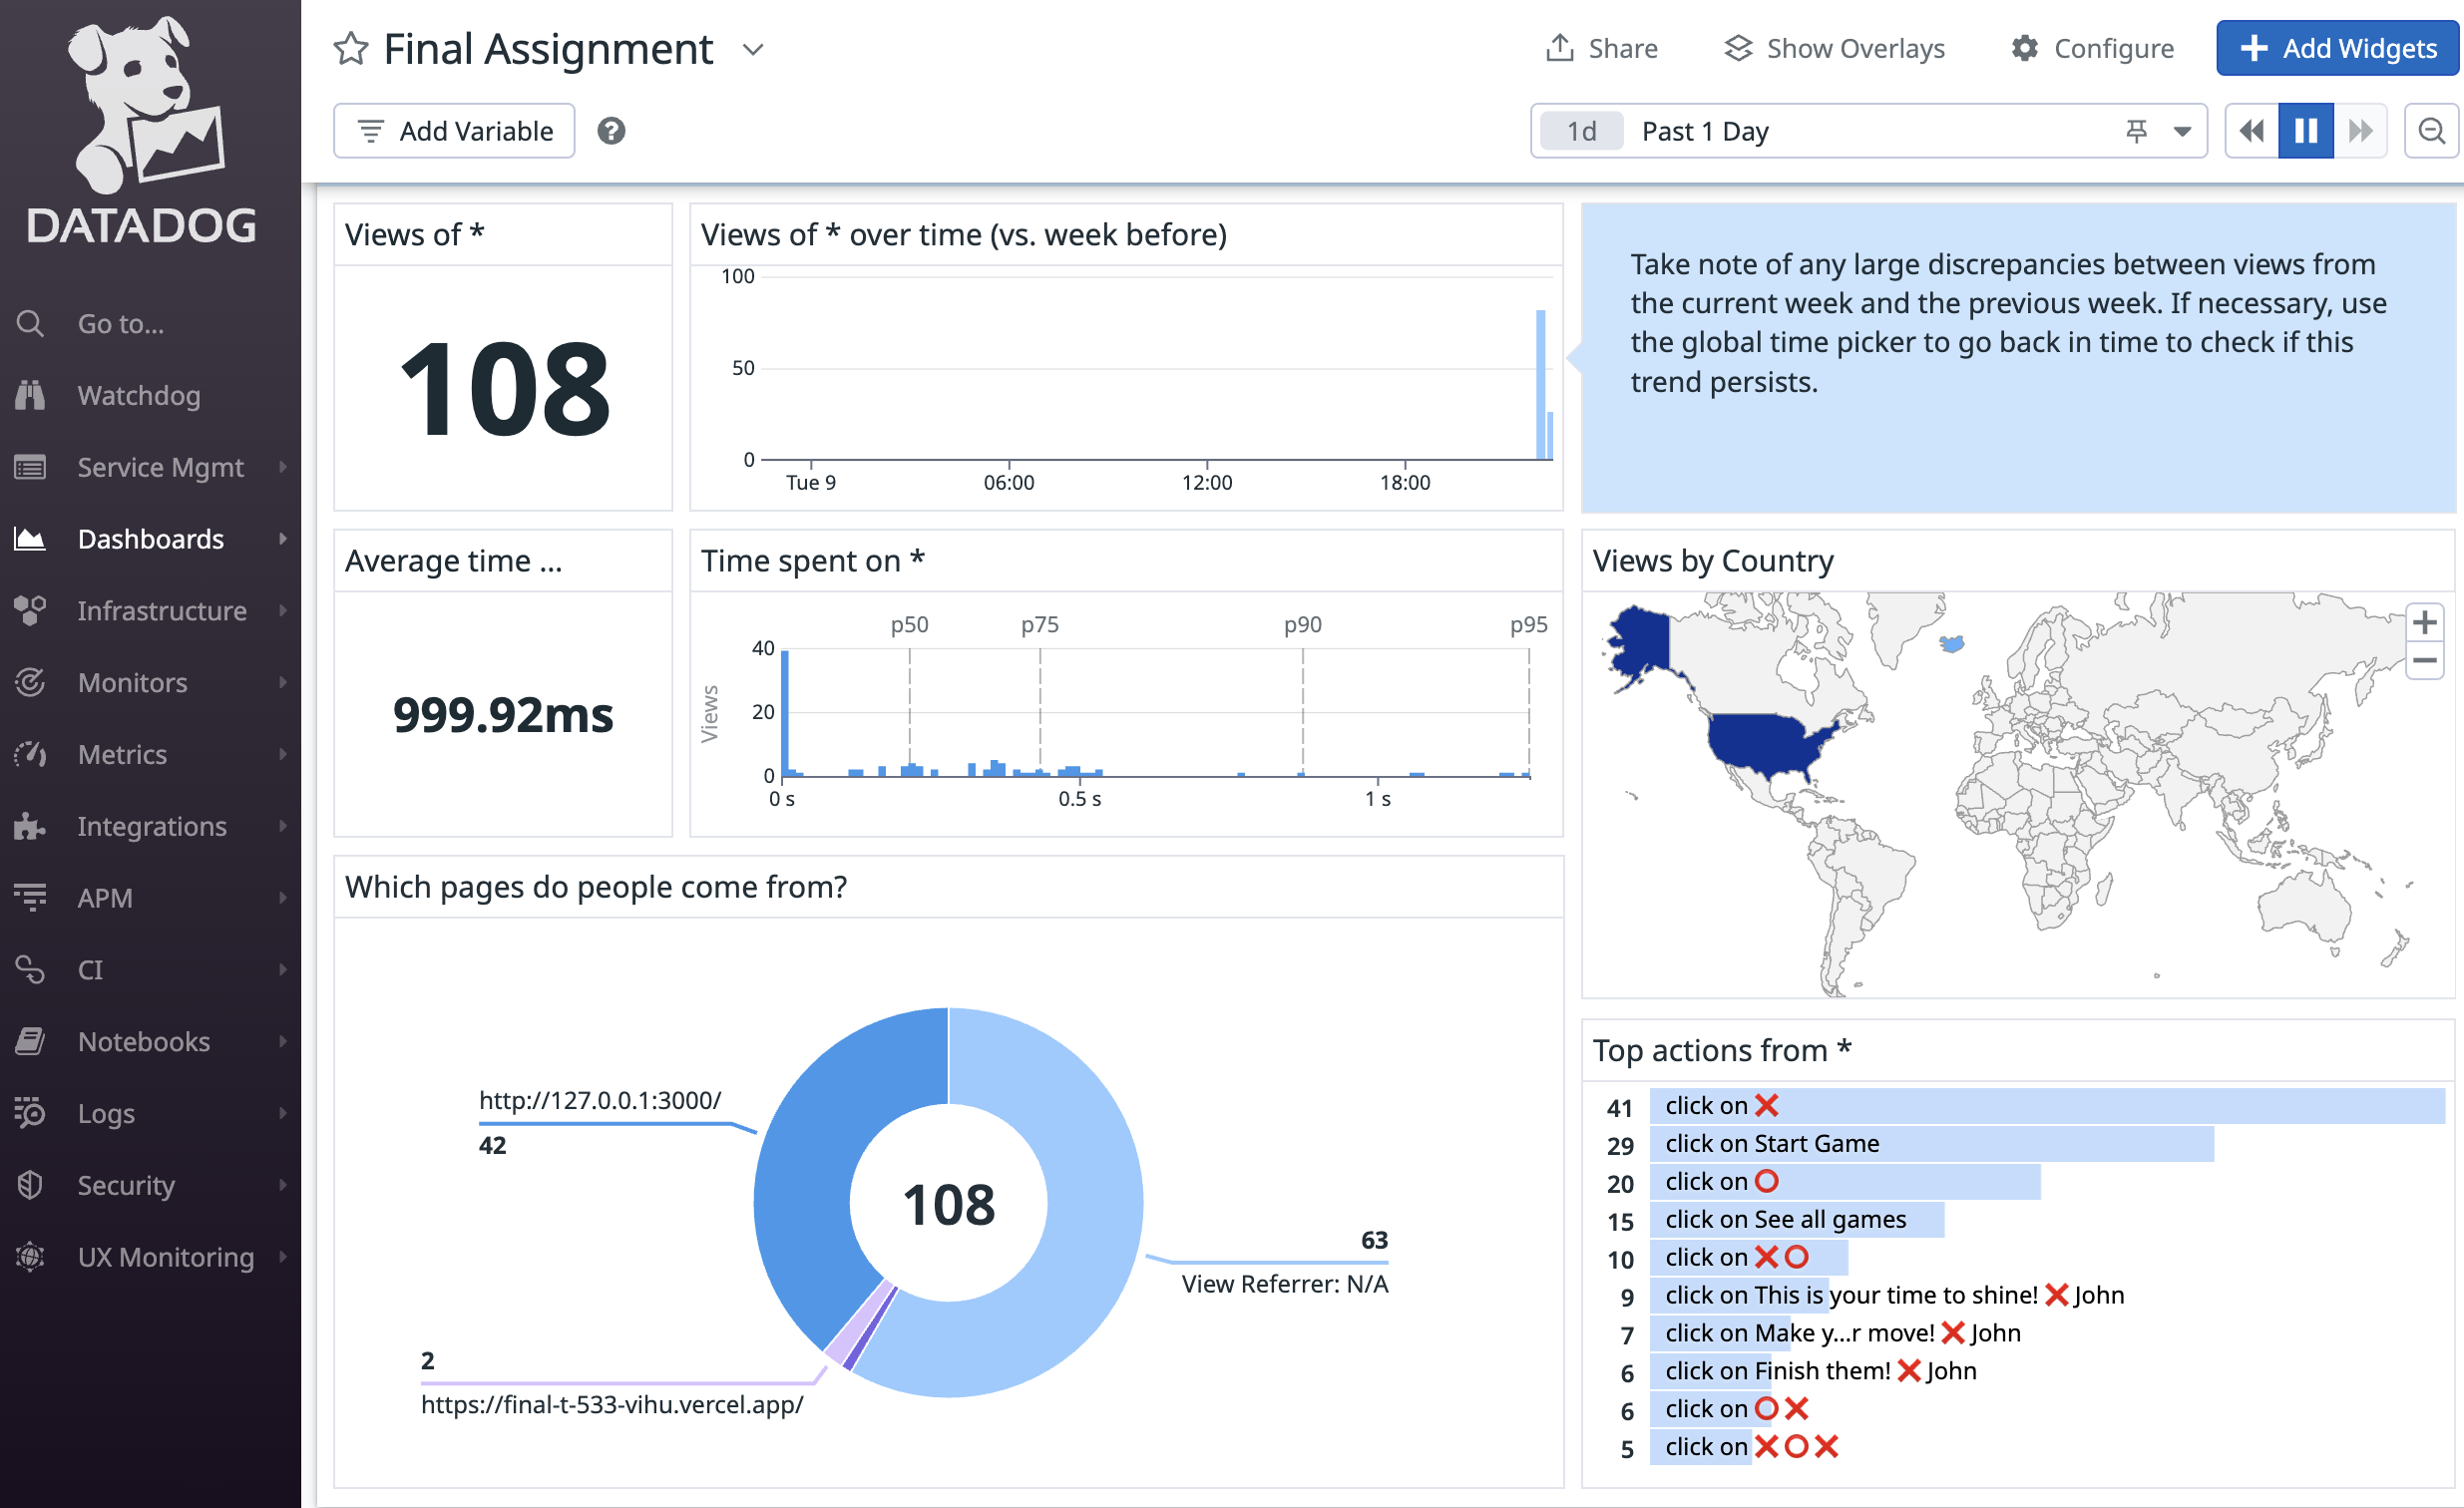 DATADOG
Go to...
Watchdog
Service Mgmt
Dashboards
Infrastructure
Monitors
Metrics
Integrations
APM
CI
Notebooks
Logs
Security
UX Monitoring
Final Assignment
Share
Show Overlays
Configure
Add Widgets
Add Variable
1d Past 1 Day
Views of *
108
Views of * over time (vs. week before)
100
50
0
Tue 9 06:00 12:00 18:00
Take note of any large discrepancies between views from
the current week and the previous week. If necessary, use
the global time picker to go back in time to check if this
trend persists.
Average time ...
999.92ms
Time spent on *
p50 p75 p90 p95
Views
40
20
0
0 s 0.5 s 1 s
Views by Country
Which pages do people come from?
http://127.0.0.1:3000/
42
108
63
View Referrer: N/A
2
https://final-t-533-vihu.vercel.app/
Top actions from *
41 click on ❌
29 click on Start Game
20 click on ⭕
15 click on See all games
10 click on ❌⭕
9 click on This is your time to shine! ❌ John
7 click on Make y...r move! ❌ John
6 click on Finish them! ❌ John
6 click on ⭕❌
5 click on ❌⭕❌